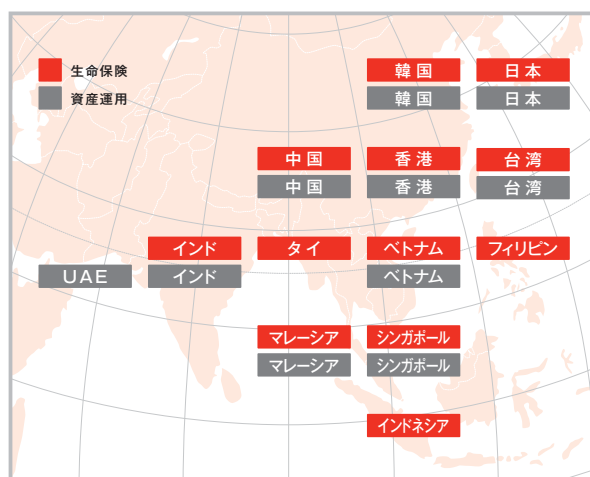 生命保険
資産運用
韓国
日本
韓国
日本
中国
香港
台湾
中国
香港
台湾
インド
タイ
ベトナム
フィリピン
UAE
インド
ベトナム
マレーシア
シンガポール
マレーシア
シンガポール
インドネシア